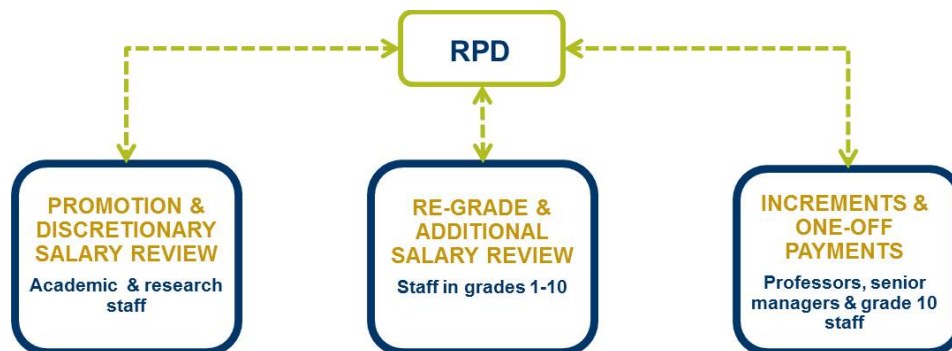 RPD
PROMOTION &
DISCRETIONARY
SALARY REVIEW
Academic & research
staff
RE-GRADE &
ADDITIONAL
SALARY REVIEW
Staff in grades 1-10
INCREMENTS &
ONE-OFF
PAYMENTS
Professors, senior
managers & grade 10
staff